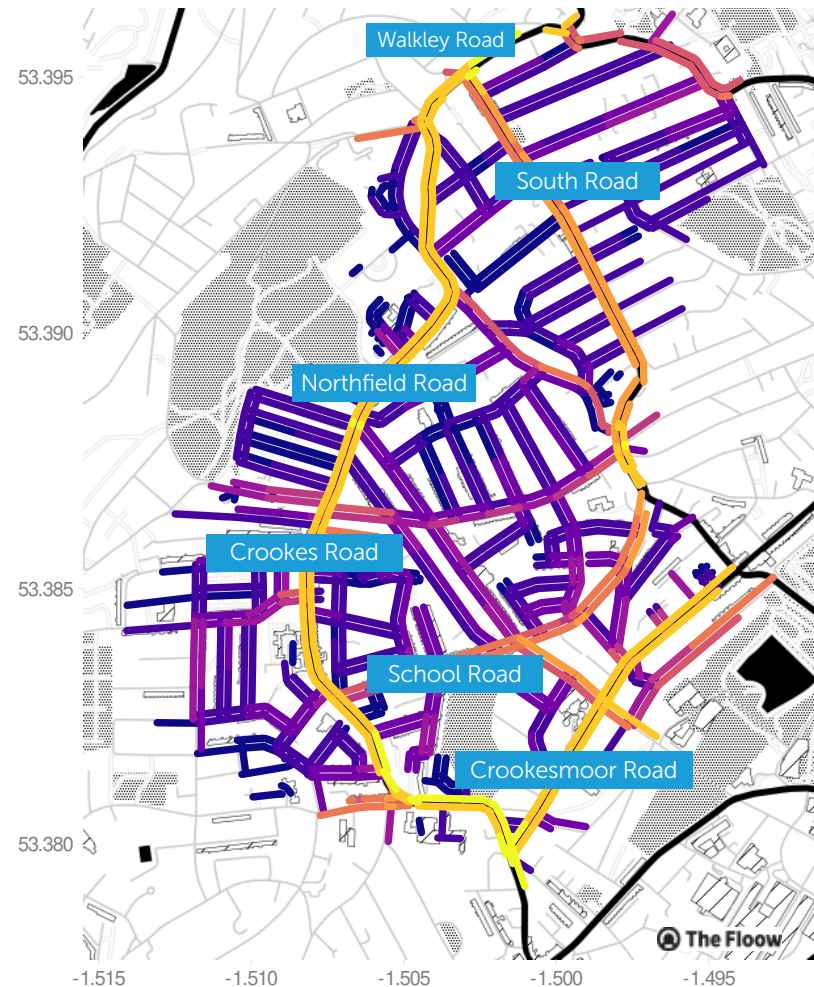 Walkley Road
53.395
South Road
53.390
Northfield Road
Crookes Road
53.385
School Road
Crookesmoor Road
53.380
The Floow
-1.515 -1.510 -1.505 -1.500 -1.495